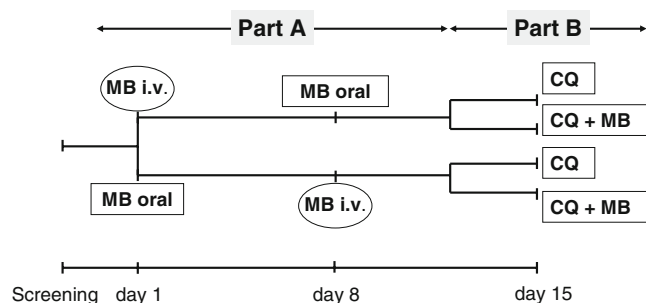 Part A
Part B
MB i.v.
MB oral
CQ
CQ + MB
CQ
MB oral
MB i.v.
CQ + MB
Screening day 1 day 8 day 15